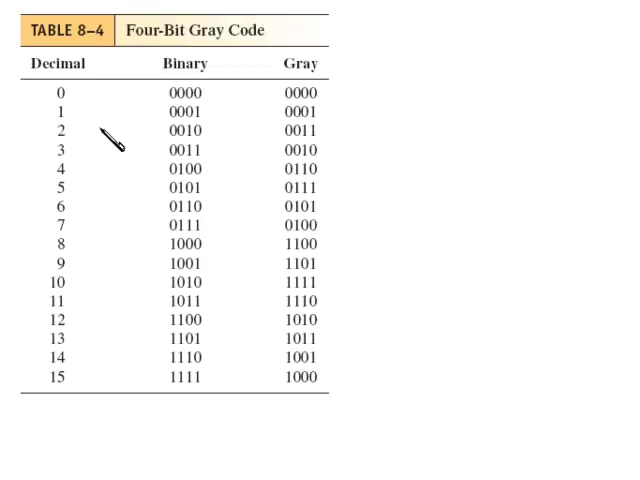 TABLE 8–4 Four-Bit Gray Code
Decimal Binary Gray
0 0000 0000
1 0001 0001
2 0010 0011
3 0011 0010
4 0100 0110
5 0101 0111
6 0110 0101
7 0111 0100
8 1000 1100
9 1001 1101
10 1010 1111
11 1011 1110
12 1100 1010
13 1101 1011
14 1110 1001
15 1111 1000